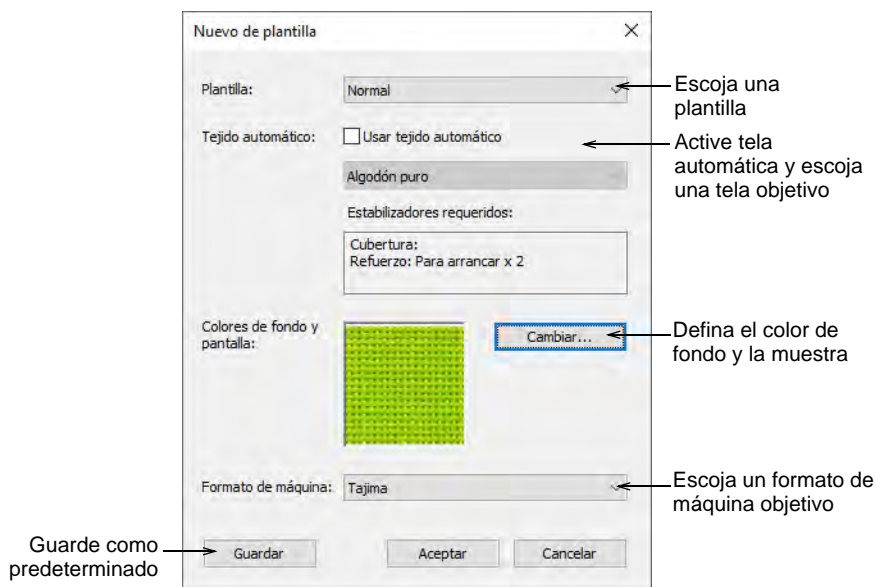 Nuevo de plantilla
Plantilla:
Normal
Escoja una
plantilla
Tejido automático:
Usar tejido automático
Active tela
automática y escoja
una tela objetivo
Algodón puro
Estabilizadores requeridos:
Cubertura:
Refuerzo: Para arrancar x 2
Colores de fondo y
pantalla:
Cambiar...
Defina el color de
fondo y la muestra
Formato de máquina:
Tajima
Escoja un formato de
máquina objetivo
Guarde como
predeterminado
Guardar
Aceptar
Cancelar